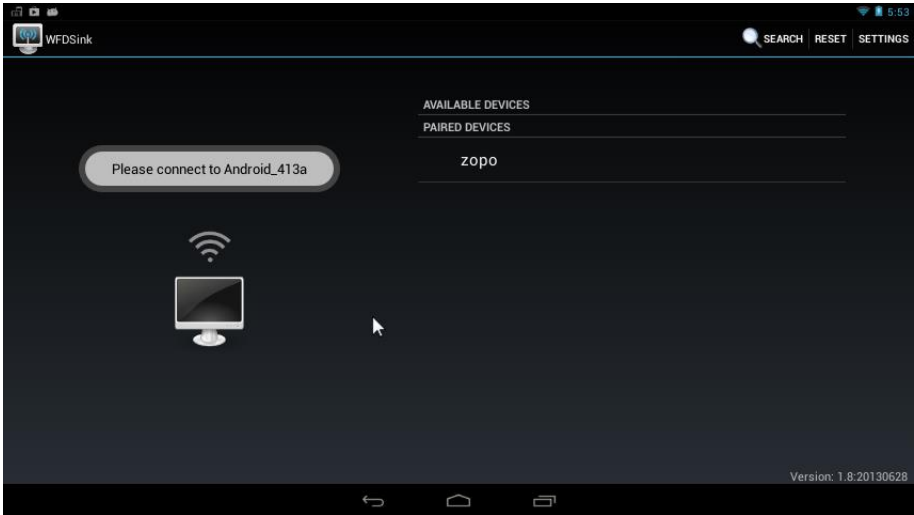 5:53
WFDSink
SEARCH RESET SETTINGS
AVAILABLE DEVICES
PAIRED DEVICES
zopo
Please connect to Android_413a
Version: 1.8:20130628